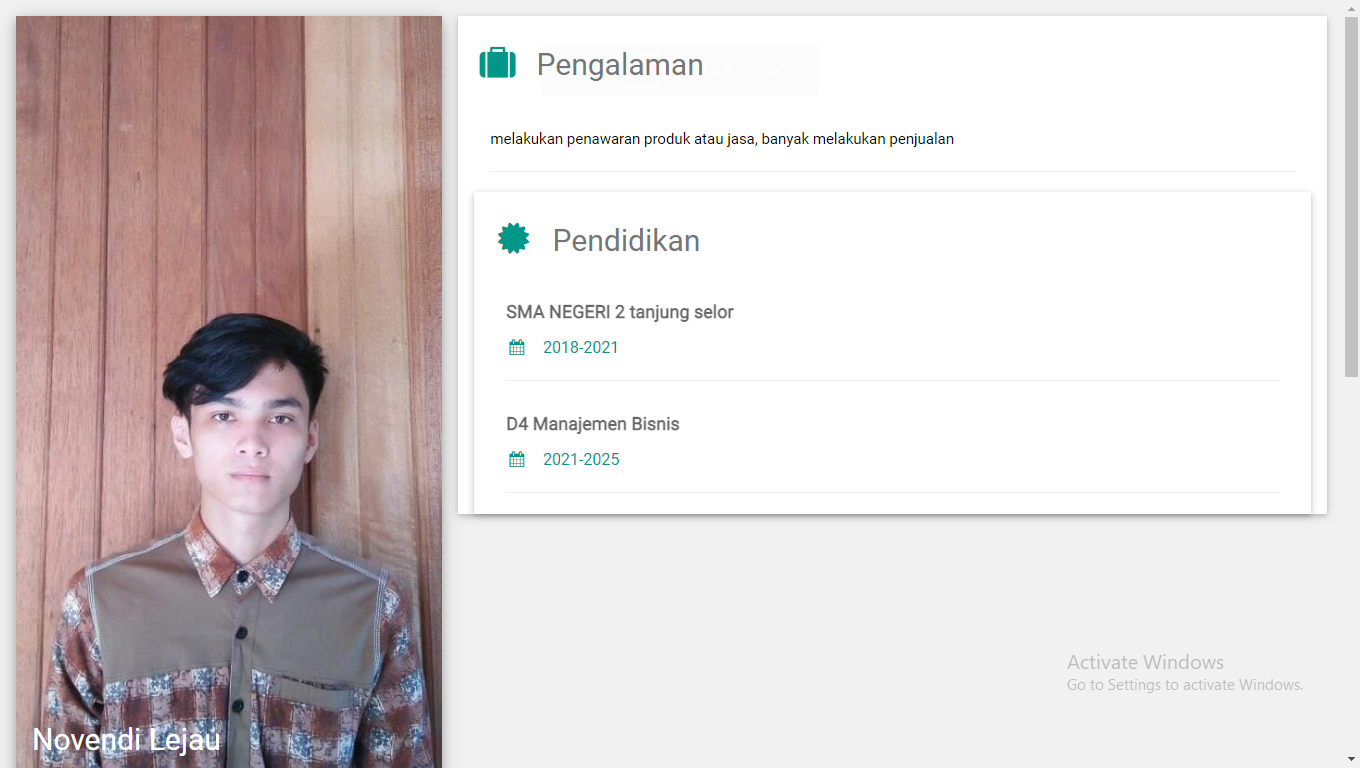 Pengalaman
melakukan penawaran produk atau jasa, banyak melakukan penjualan
Pendidikan
SMA NEGERI 2 tanjung selor
2018-2021
D4 Manajemen Bisnis
2021-2025
Novendi Lejau
Activate Windows
Go to Settings to activate Windows.